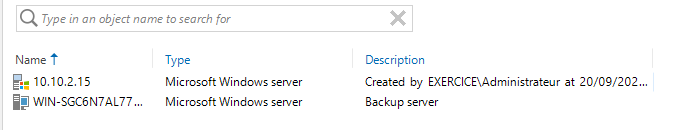 Type in an object name to search for
Name Type Description
10.10.2.15 Microsoft Windows server Created by EXERCICE\Administrateur at 20/09/202...
WIN-SGC6N7AL77... Microsoft Windows server Backup server